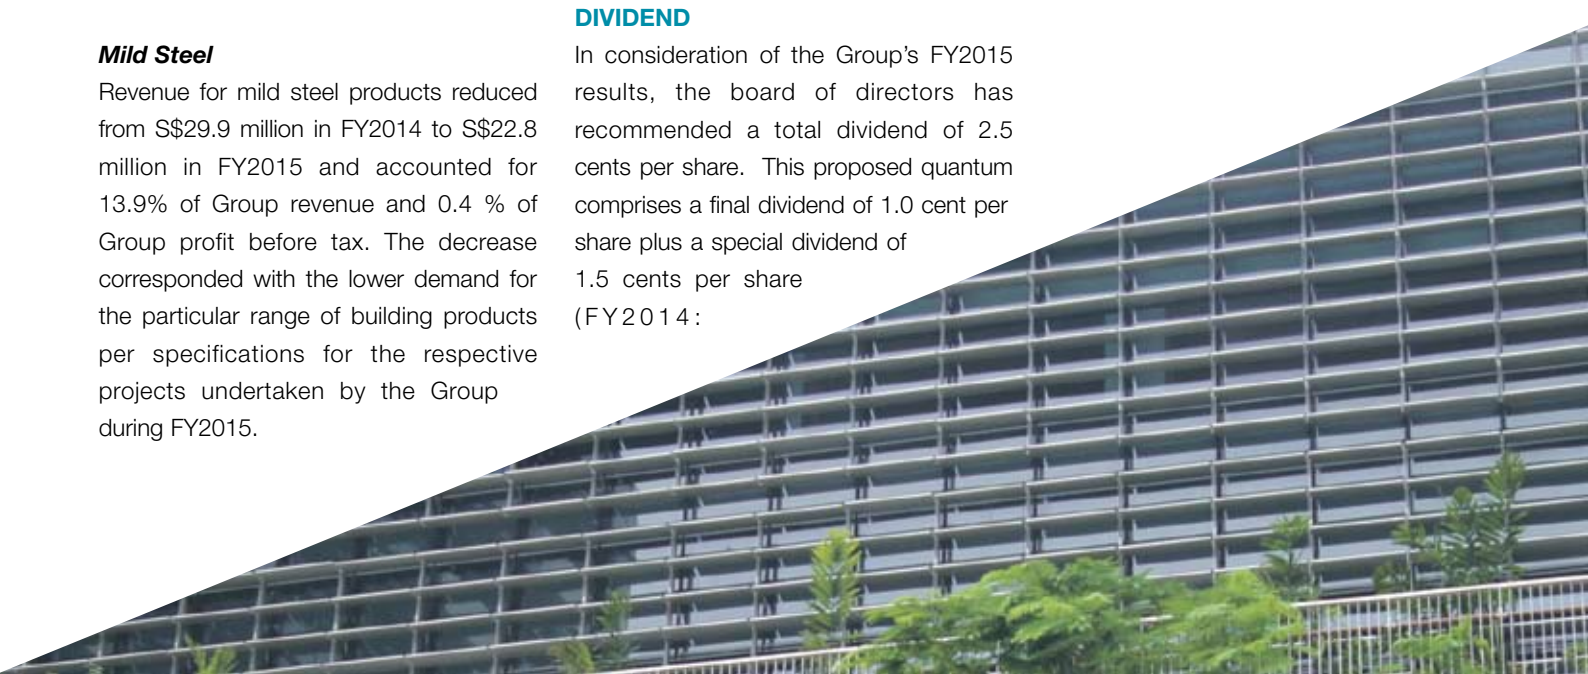 Mild Steel
Revenue for mild steel products reduced
from S$29.9 million in FY2014 to S$22.8
million in FY2015 and accounted for
13.9% of Group revenue and 0.4 % of
Group profit before tax. The decrease
corresponded with the lower demand for
the particular range of building products
per specifications for the respective
projects undertaken by the Group
during FY2015.
DIVIDEND
In consideration of the Group’s FY2015
results, the board of directors has
recommended a total dividend of 2.5
cents per share. This proposed quantum
comprises a final dividend of 1.0 cent per
share plus a special dividend of
1.5 cents per share
(FY2014: